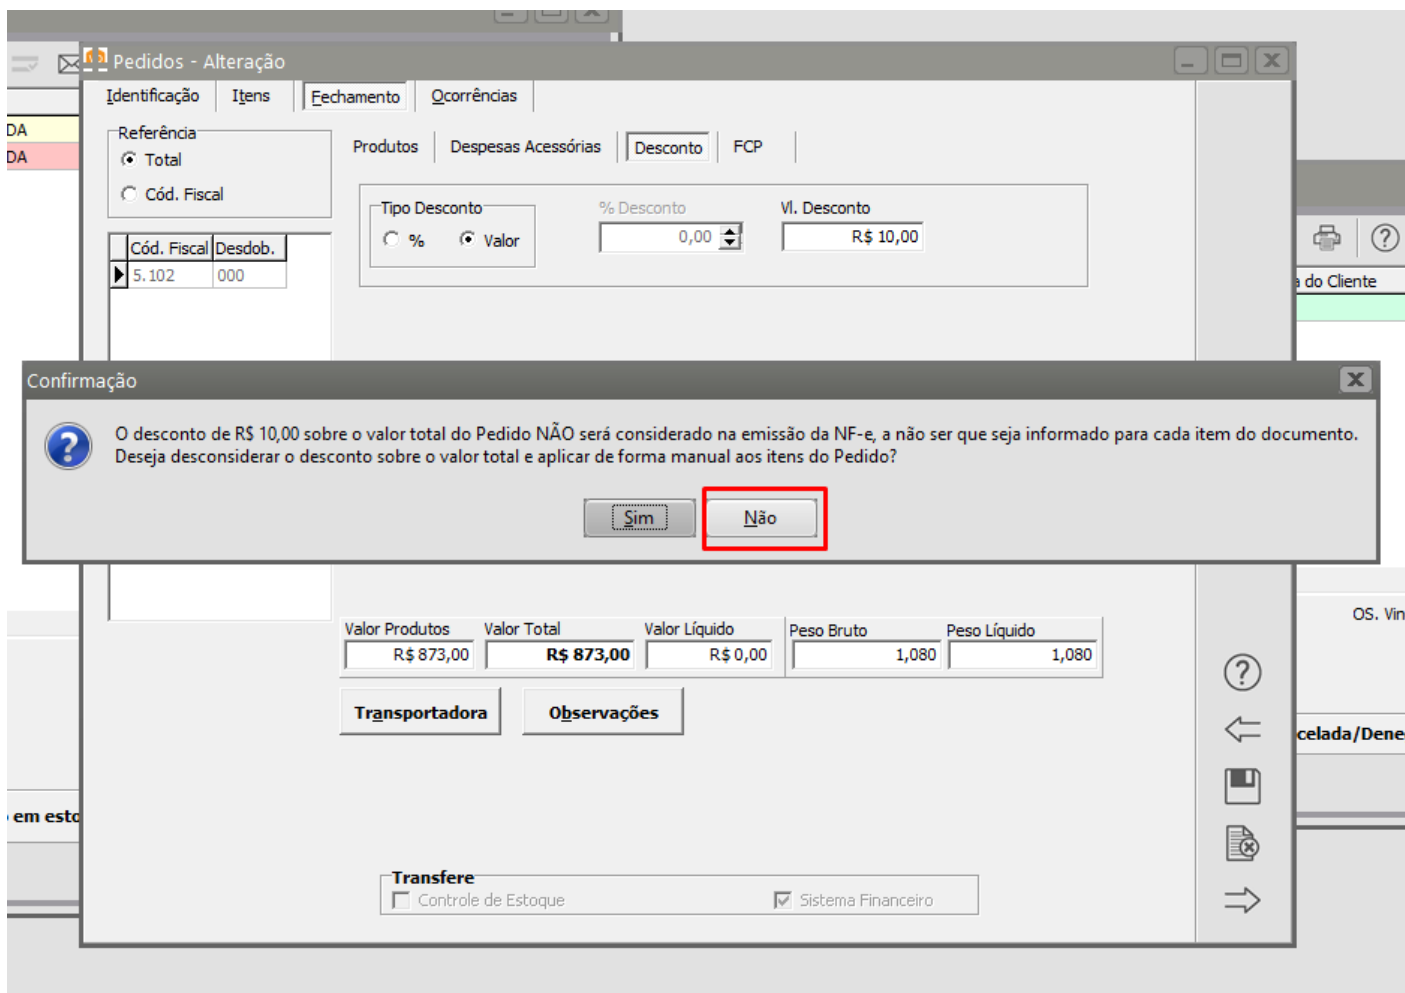 Pedidos - Alteração
Identificação Itens Fechamento Ocorrências
DA
DA
Referência
Total
Cód. Fiscal
Produtos Despesas Acessórias Desconto FCP
Tipo Desconto
% Valor
% Desconto
0,00
Vl. Desconto
R$ 10,00
Cód. Fiscal Desdob.
5.102 000
a do Cliente
Confirmação
O desconto de R$ 10,00 sobre o valor total do Pedido NÃO será considerado na emissão da NF-e, a não ser que seja informado para cada item do documento.
Deseja desconsiderar o desconto sobre o valor total e aplicar de forma manual aos itens do Pedido?
Sim Não
OS. Vin
Valor Produtos Valor Total Valor Líquido Peso Bruto Peso Líquido
R$ 873,00 R$ 873,00 R$ 0,00 1,080 1,080
Transportadora Observações
celada/Dene
em esto
Transfere
Controle de Estoque Sistema Financeiro